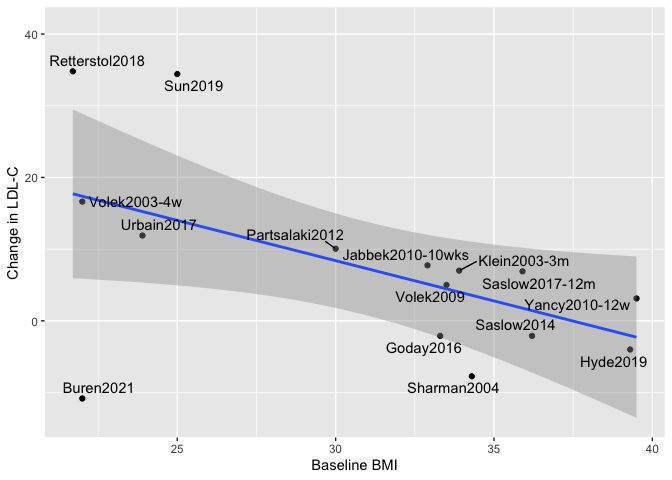 40
Retterstol2018
Sun2019
20
Volek2003-4w
Urbain2017
Partsalaki2012
Jabbek2010-10wks
Klein2003-3m
Saslow2017-12m
Volek2009
Yancy2010-12w
0
Saslow2014
Goday2016
Hyde2019
Buren2021
Sharman2004
Change in LDL-C
25
30
35
40
Baseline BMI